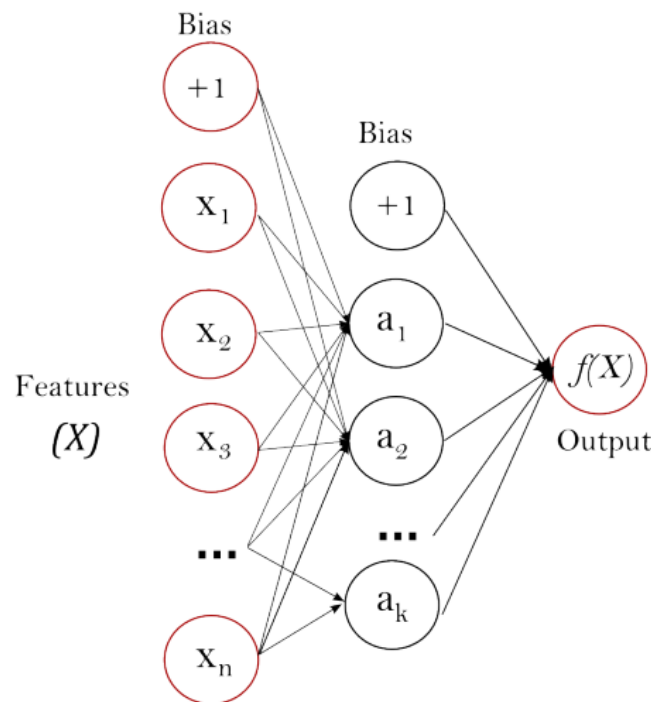 Bias
+1
x1
x2
x3
...
xn
Features
(X)
Bias
+1
a1
a2
...
ak
f(X)
Output